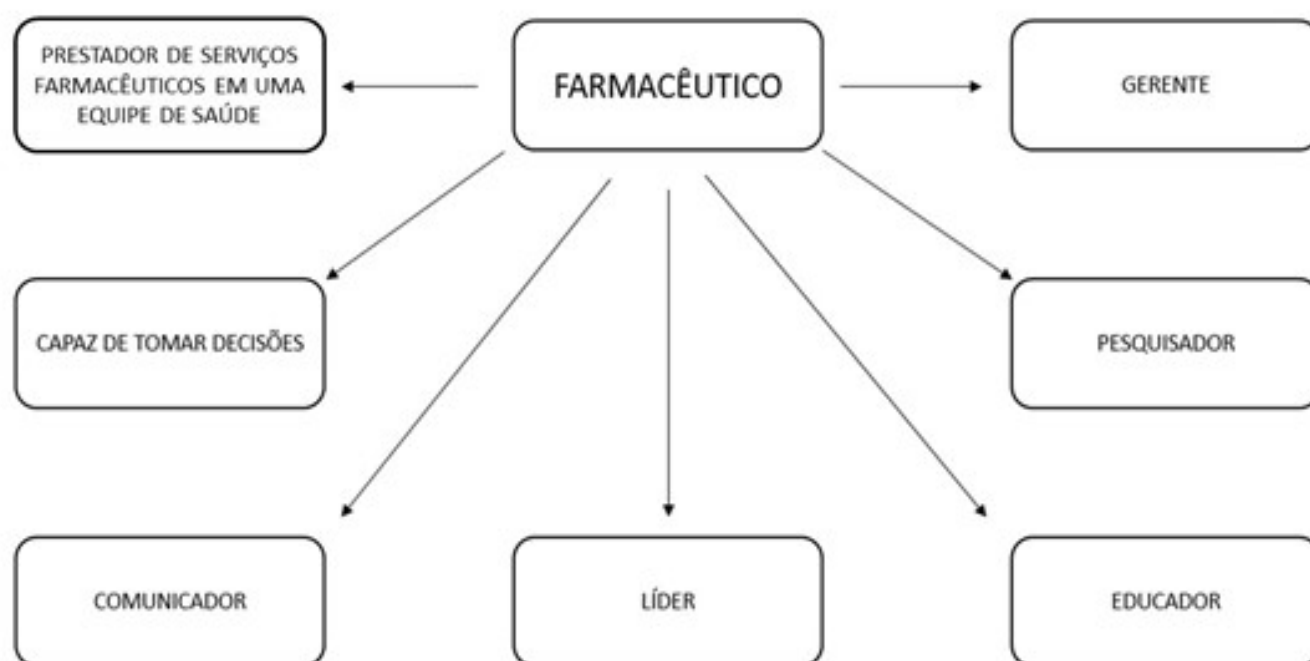 PRESTADOR DE SERVIÇOS
FARMACÊUTICOS EM UMA
EQUIPE DE SAÚDE
FARMACÊUTICO
GERENTE
CAPAZ DE TOMAR DECISÕES
PESQUISADOR
COMUNICADOR
LÍDER
EDUCADOR